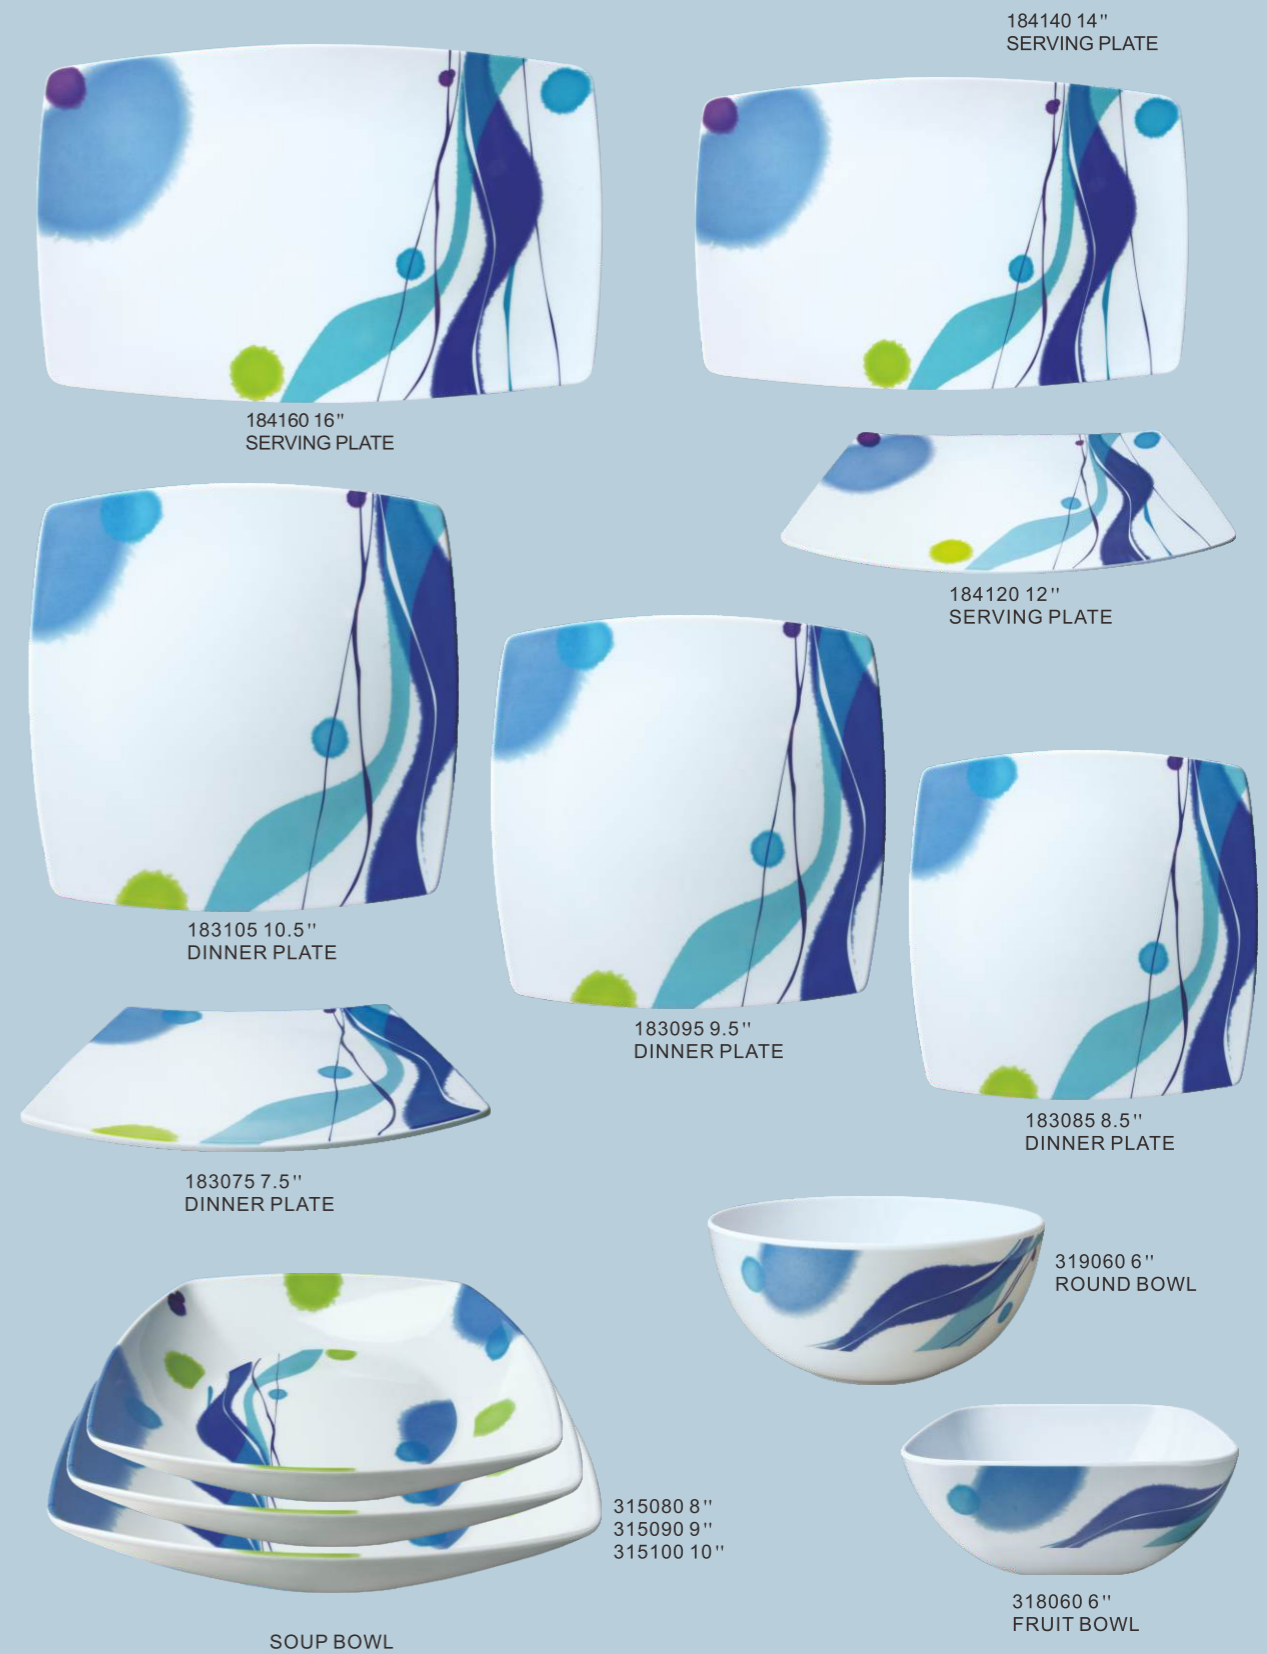 184140 14"
SERVING PLATE
184160 16"
SERVING PLATE
184120 12"
SERVING PLATE
183105 10.5"
DINNER PLATE
183095 9.5"
DINNER PLATE
183085 8.5"
DINNER PLATE
183075 7.5"
DINNER PLATE
319060 6"
ROUND BOWL
315080 8"
315090 9"
315100 10"
SOUP BOWL
318060 6"
FRUIT BOWL